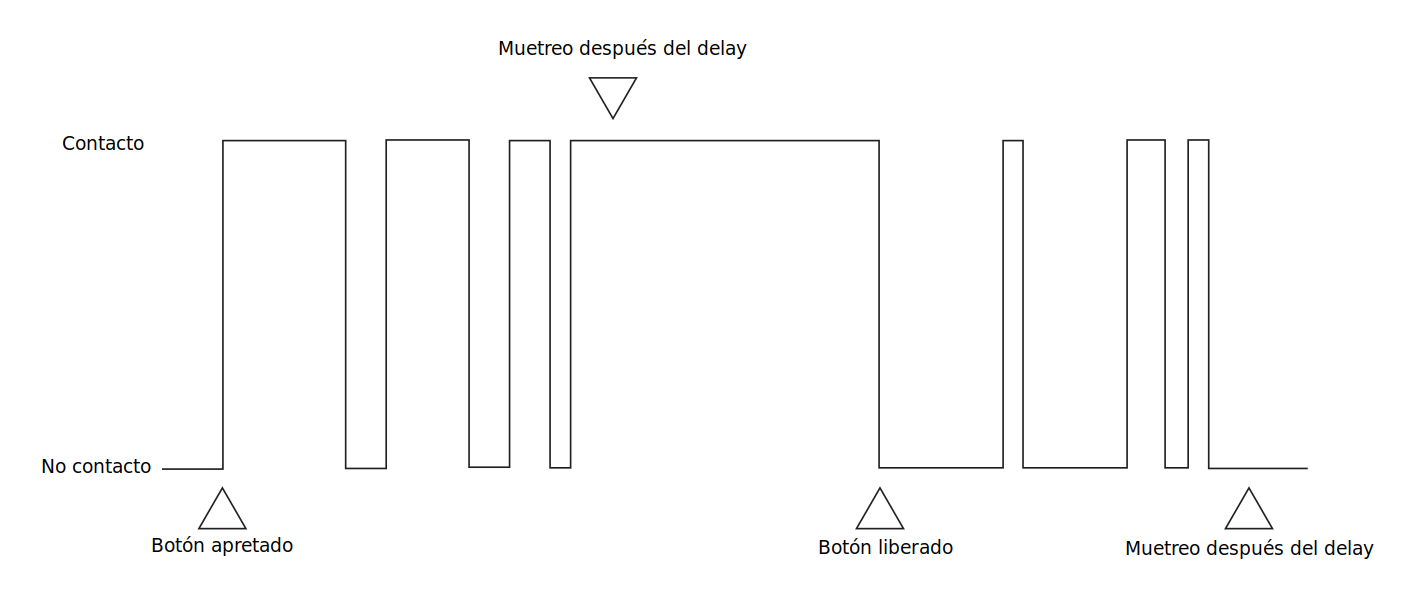 Muetreo después del delay
Contacto
No contacto
Botón apretado
Botón liberado
Muetreo después del delay